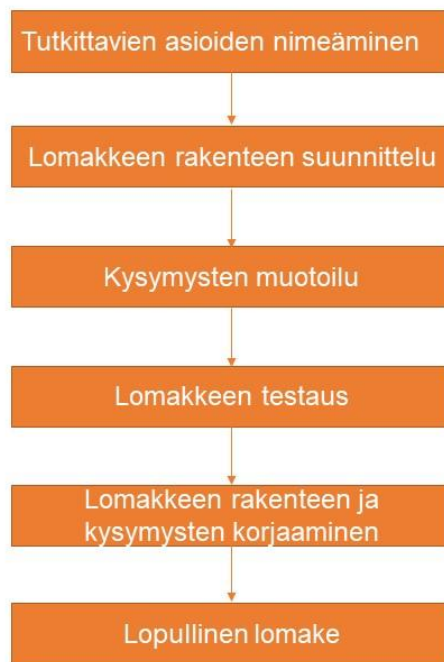 Tutkittavien asioiden nimeäminen
Lomakkeen rakenteen suunnittelu
Kysymysten muotoilu
Lomakkeen testaus
Lomakkeen rakenteen ja
kysymysten korjaaminen
Lopullinen lomake